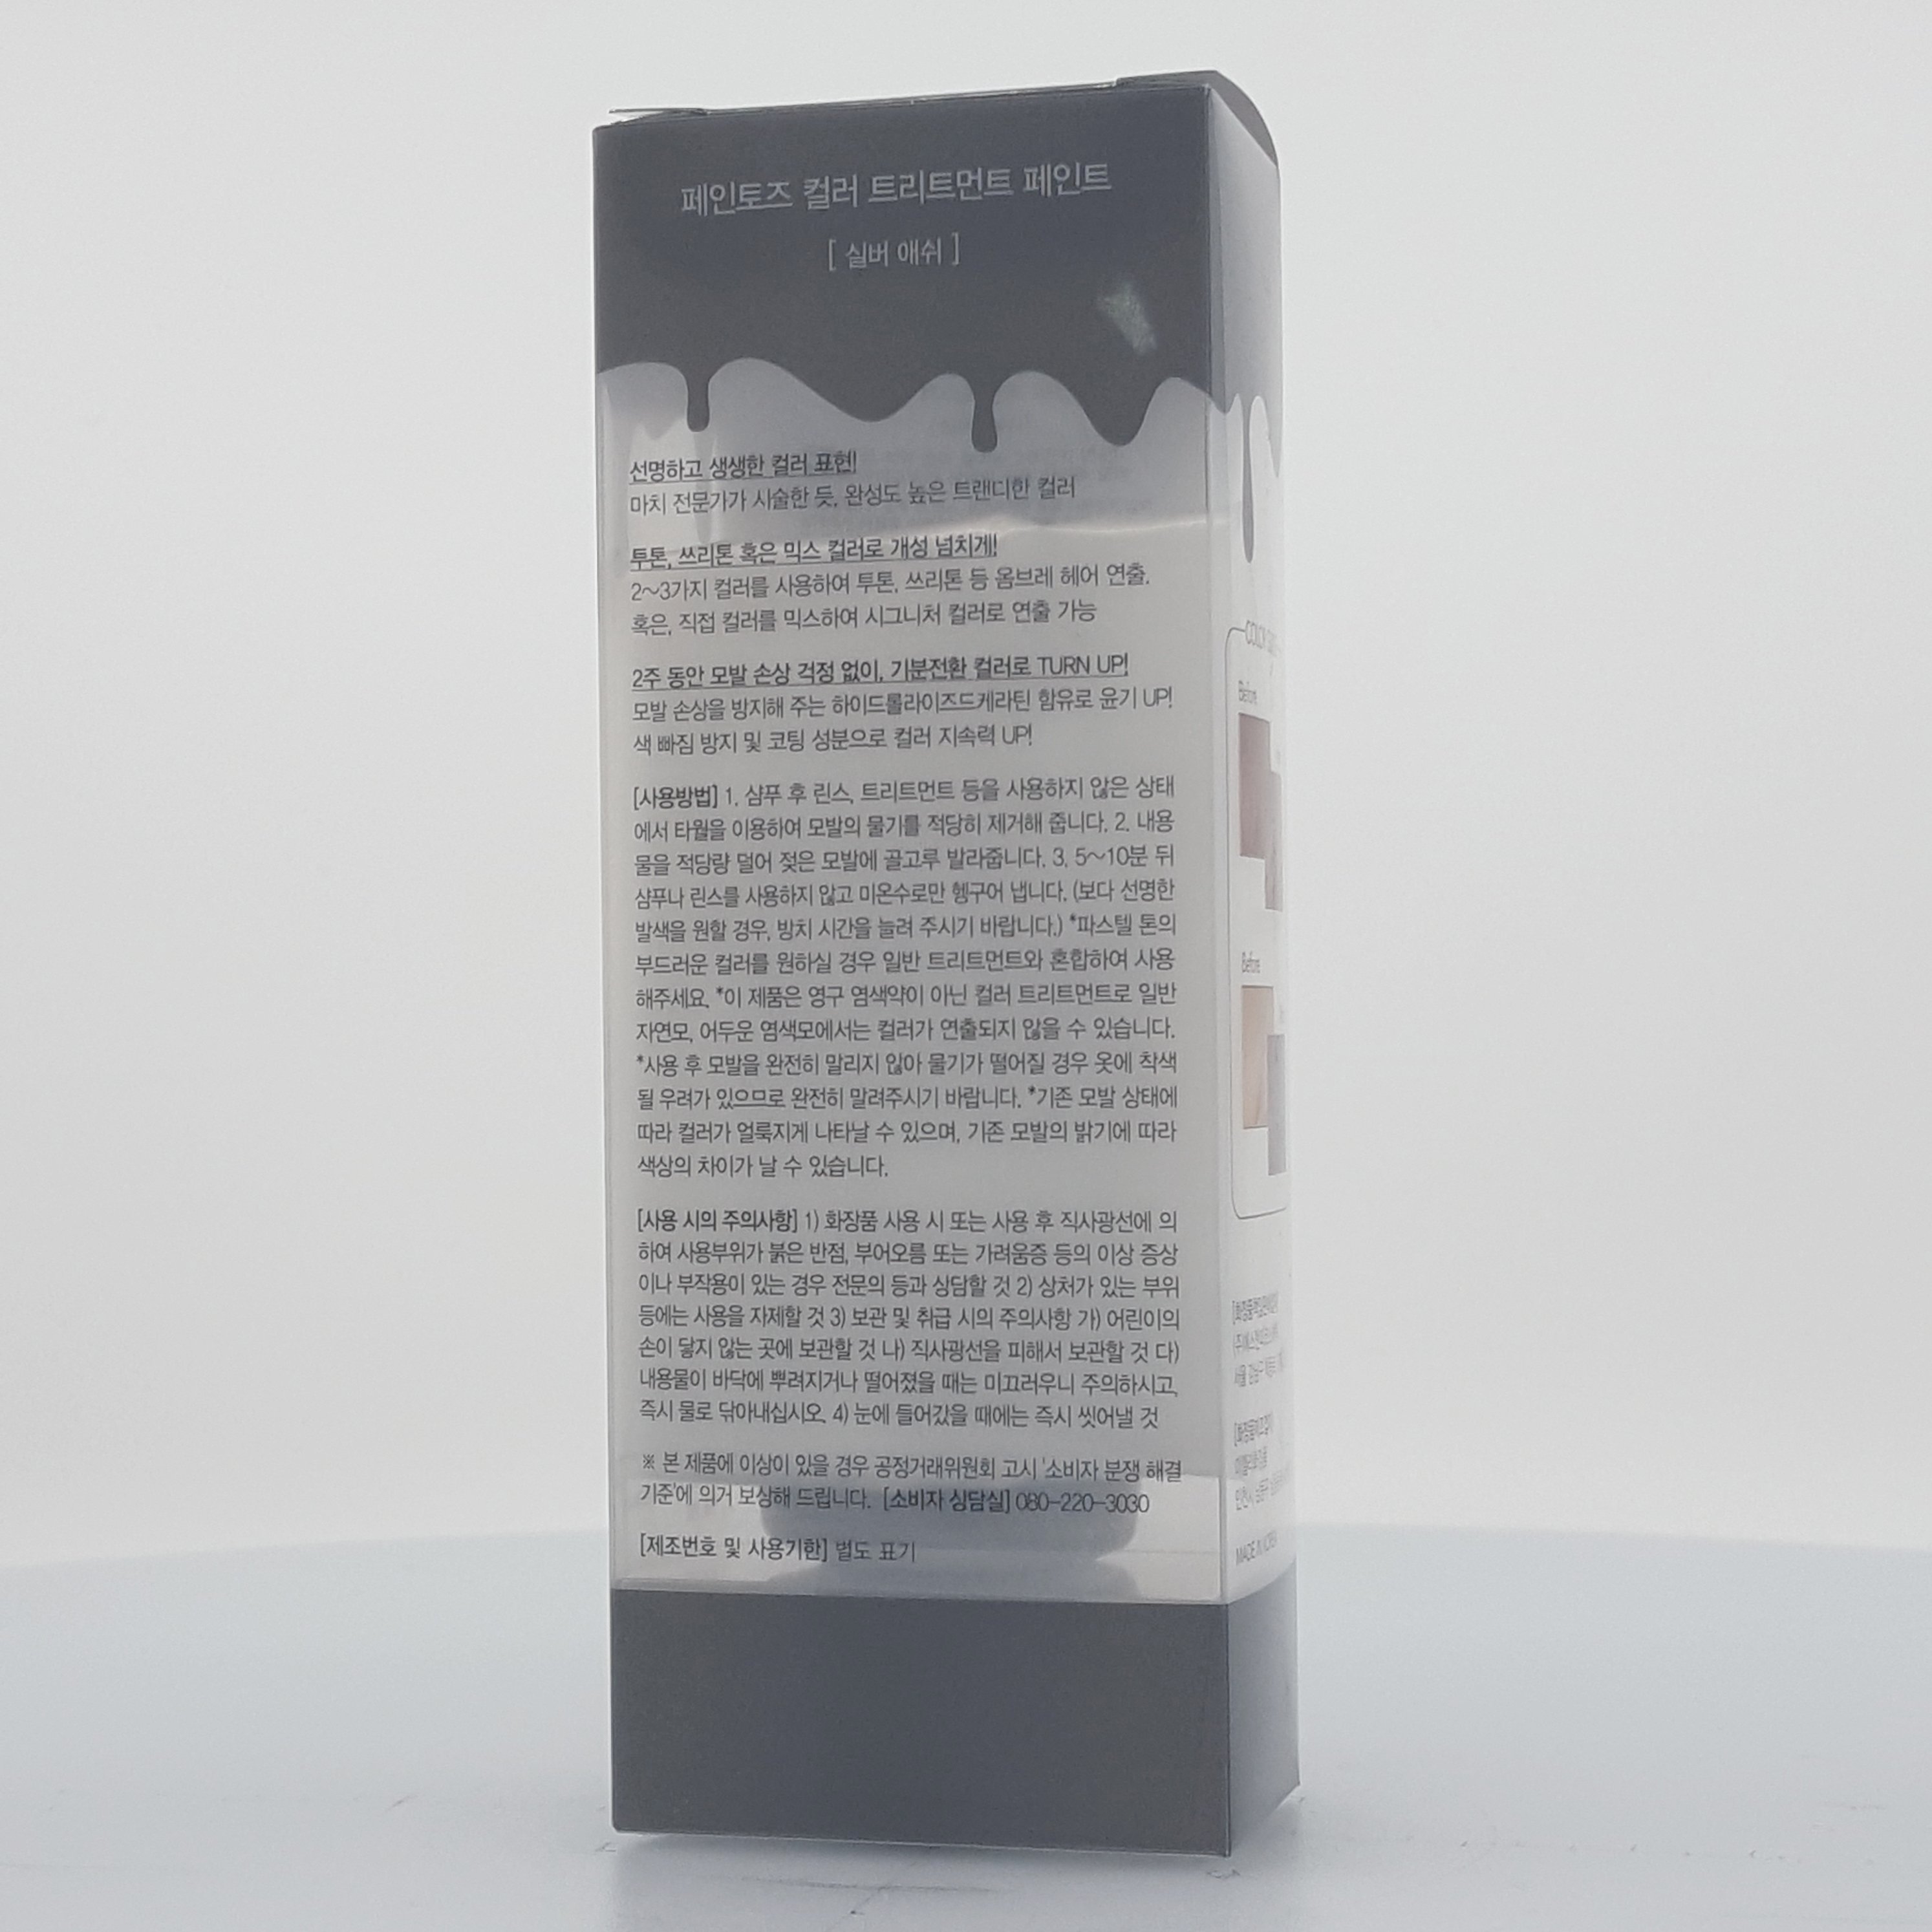 페인토즈 컬러 트리트먼트 페인트
[ 실버 애쉬 ]
선명하고 생생한 컬러 표현!
마치 전문가가 시술한 듯, 완성도 높은 트랜디한 컬러
투톤, 쓰리톤 혹은 믹스 컬러로 개성 넘치게!
2~3가지 컬러를 사용하여 투톤, 쓰리톤 등 옴브레 헤어 연출.
혹은, 직접 컬러를 믹스하여 시그니처 컬러로 연출 가능
2주 동안 모발 손상 걱정 없이, 기분전환 컬러로 TURN UP!
모발 손상을 방지해 주는 하이드롤라이즈드케라틴 함유로 윤기 UP!
색 빠짐 방지 및 코팅 성분으로 컬러 지속력 UP!
[사용방법] 1. 샴푸 후 린스, 트리트먼트 등을 사용하지 않은 상태
에서 타월을 이용하여 모발의 물기를 적당히 제거해 줍니다. 2. 내용
물을 적당량 덜어 젖은 모발에 골고루 발라줍니다. 3. 5~10분 뒤
샴푸나 린스를 사용하지 않고 미온수로만 헹구어 냅니다. (보다 선명한
발색을 원할 경우, 방치 시간을 늘려 주시기 바랍니다.) *파스텔 톤의
부드러운 컬러를 원하실 경우 일반 트리트먼트와 혼합하여 사용
해주세요. *이 제품은 영구 염색약이 아닌 컬러 트리트먼트로 일반
자연모, 어두운 염색모에서는 컬러가 연출되지 않을 수 있습니다.
*사용 후 모발을 완전히 말리지 않아 물기가 떨어질 경우 옷에 착색
될 우려가 있으므로 완전히 말려주시기 바랍니다. *기존 모발 상태에
따라 컬러가 얼룩지게 나타날 수 있으며, 기존 모발의 밝기에 따라
색상의 차이가 날 수 있습니다.
[사용 시의 주의사항] 1) 화장품 사용 시 또는 사용 후 직사광선에 의
하여 사용부위가 붉은 반점, 부어오름 또는 가려움증 등의 이상 증상
이나 부작용이 있는 경우 전문의 등과 상담할 것 2) 상처가 있는 부위
등에는 사용을 자제할 것 3) 보관 및 취급 시의 주의사항 가) 어린이의
손이 닿지 않는 곳에 보관할 것 나) 직사광선을 피해서 보관할 것 다)
내용물이 바닥에 뿌려지거나 떨어졌을 때는 미끄러우니 주의하시고,
즉시 물로 닦아내십시오. 4) 눈에 들어갔을 때에는 즉시 씻어낼 것
※ 본 제품에 이상이 있을 경우 공정거래위원회 고시 '소비자 분쟁 해결
기준'에 의거 보상해 드립니다. [소비자 상담실] 080-220-3030
[제조번호 및 사용기한] 별도 표기
COLOR
Before
Before
MADE IN KOREA